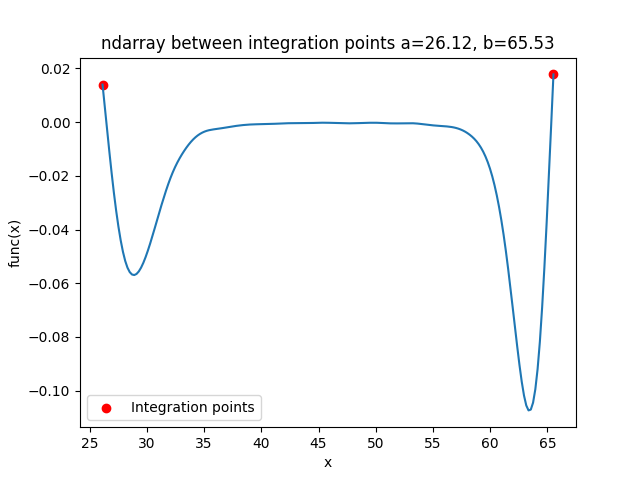 ndarray between integration points a=26.12, b=65.53
0.02
0.00
−0.02
−0.04
−0.06
−0.08
−0.10
func(x)
Integration points
25 30 35 40 45 50 55 60 65
x